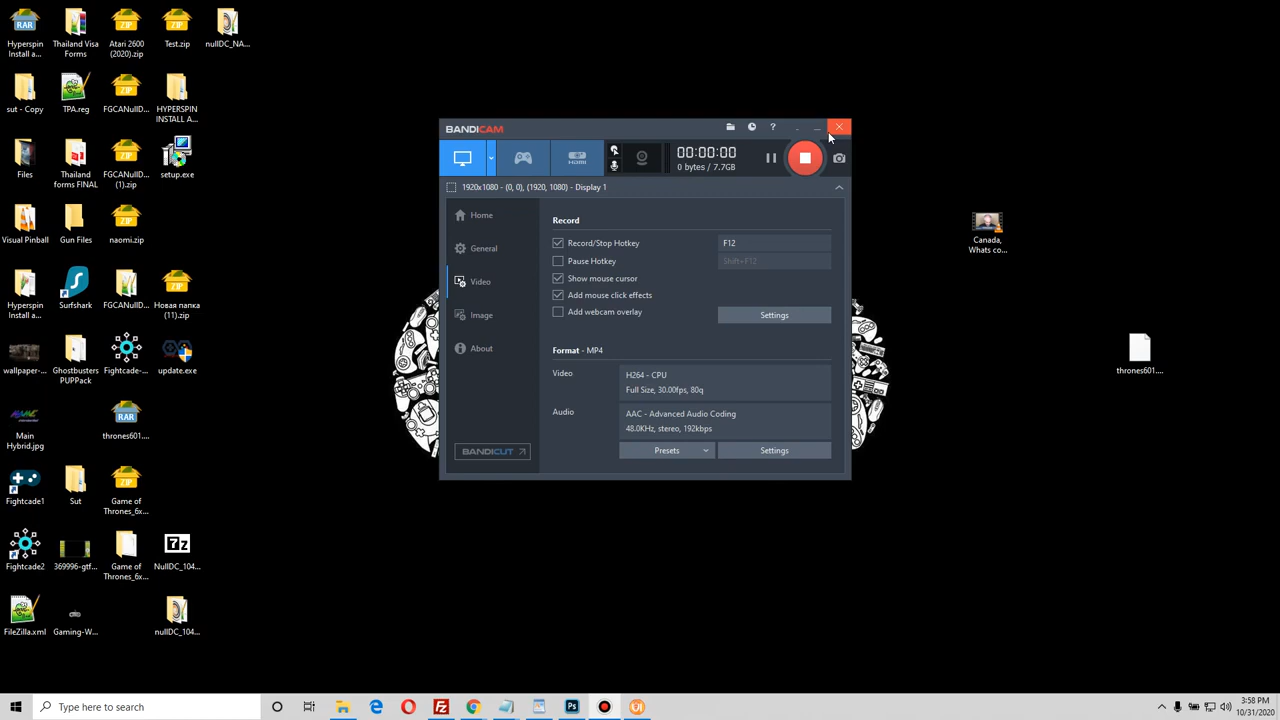 Hyperspin
Install a...
Thailand Visa
Forms
Atari 2600
(2020).zip
Test.zip
nullDC_NA...
sut - Copy
TPA.reg
FGCANullD...
HYPERSPIN
INSTALL A...
Files
Thailand
forms FINAL
FGCANullD...
(1).zip
setup.exe
Visual Pinball
Gun Files
naomi.zip
Hyperspin
Install a...
Surfshark
FGCANullD...
Новая папка
(11).zip
wallpaper-...
Ghostbusters
PUPPack
Fightcade-...
update.exe
Main
Hybrid.jpg
RAR
thrones601....
Fightcade1
Sut
Game of
Thrones_6x...
Fightcade2
369996-gtf...
Game of
Thrones_6x...
7z
NullDC_104...
FileZilla.xml
Gaming-W...
nullDC_104...
BANDICAM
HDMI
00:00:00
0 bytes / 7.7GB
1920x1080 - (0, 0), (1920, 1080) - Display 1
Home
General
Video
Image
About
BANDICUT
Record
Record/Stop Hotkey
F12
Pause Hotkey
Shift+F12
Show mouse cursor
Add mouse click effects
Add webcam overlay
Settings
Format - MP4
Video
H264 - CPU
Full Size, 30.00fps, 80q
Audio
AAC - Advanced Audio Coding
48.0KHz, stereo, 192kbps
Presets
Settings
Canada,
Whats co...
thrones601....
Type here to search
3:58 PM
10/31/2020